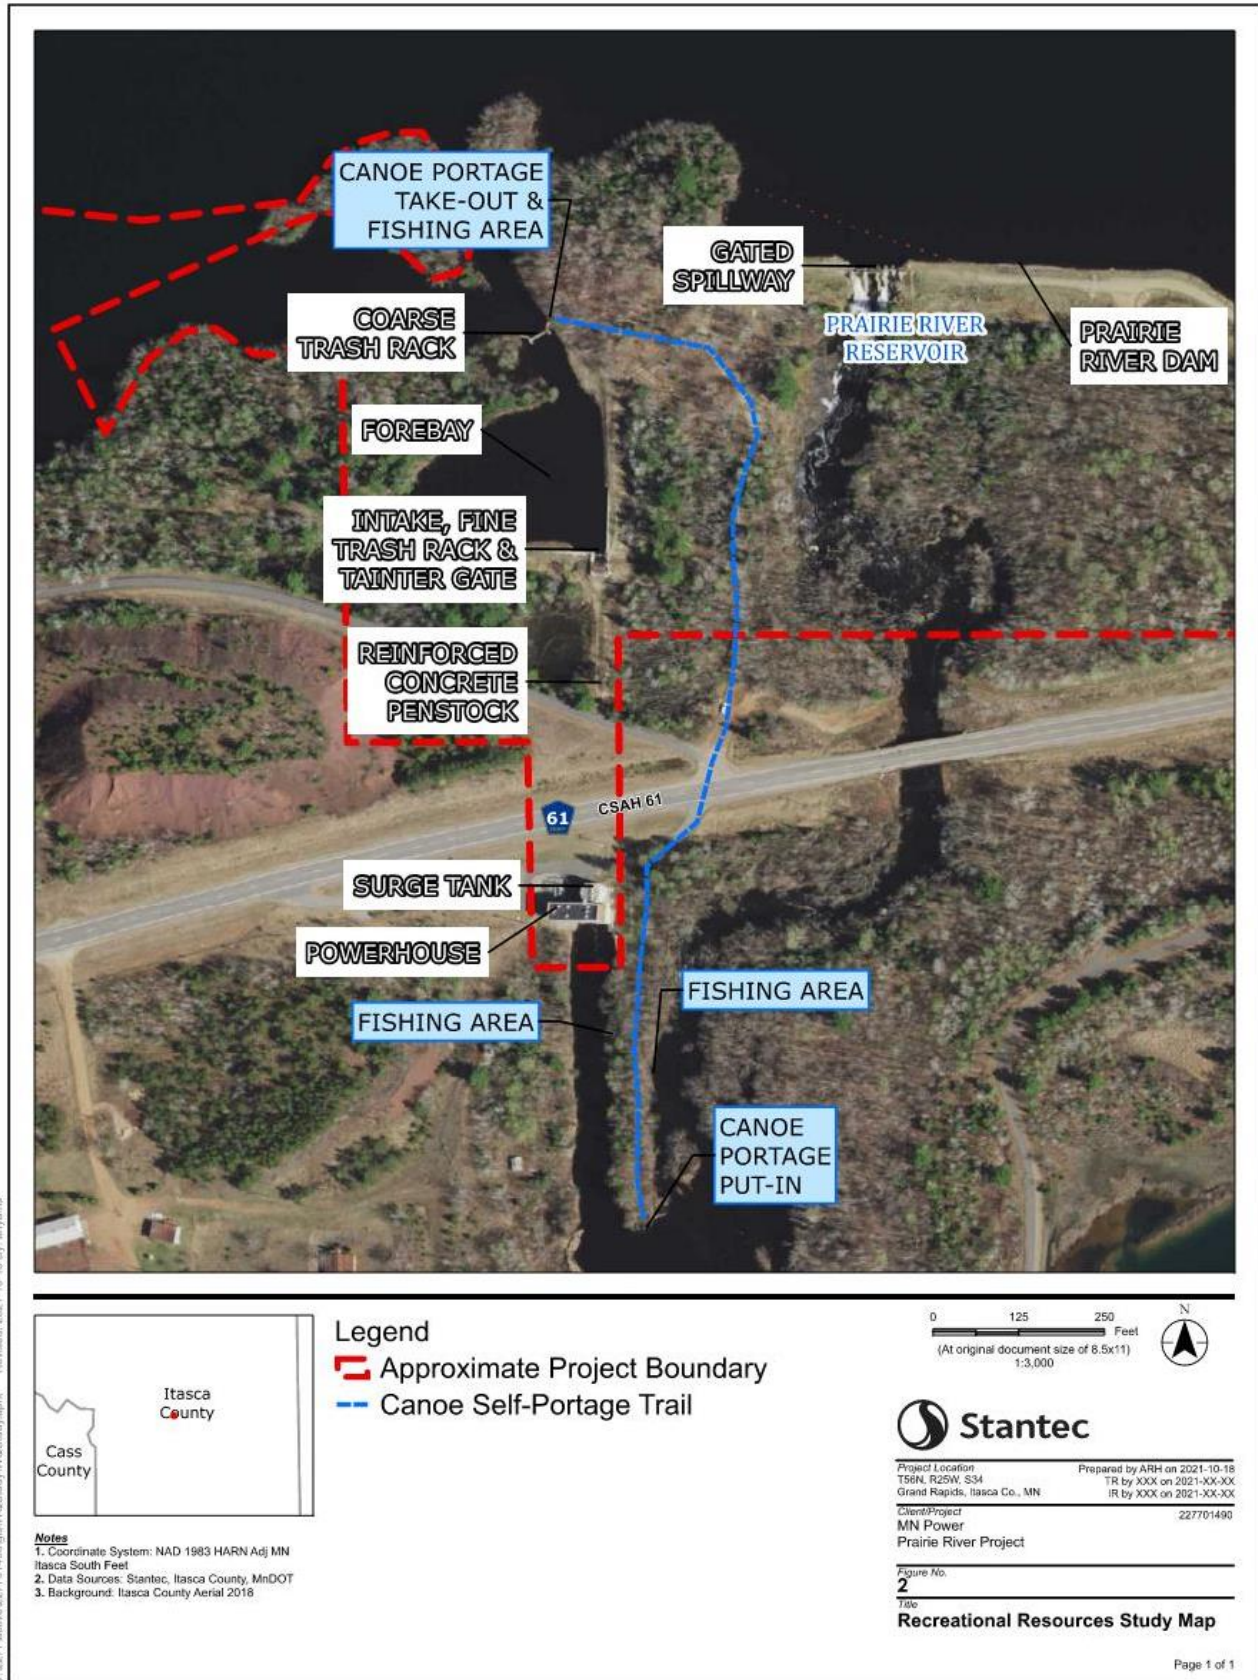 CANOE PORTAGE
TAKE-OUT &
FISHING AREA
GATED
SPILLWAY
COARSE
TRASH RACK
PRAIRIE RIVER
RESERVOIR
PRAIRIE
RIVER DAM
FOREBAY
INTAKE, FINE
TRASH RACK &
TAINTER GATE
REINFORCED
CONCRETE
PENSTOCK
61
CSAH 61
SURGE TANK
POWERHOUSE
FISHING AREA
FISHING AREA
CANOE
PORTAGE
PUT-IN
Itasca
County
Cass
County
Notes
1. Coordinate System: NAD 1983 HARN Adj MN
Itasca South Feet
2. Data Sources: Stantec, Itasca County, MnDOT
3. Background: Itasca County Aerial 2018
Legend
Approximate Project Boundary
Canoe Self-Portage Trail
0 125 250
Feet
(At original document size of 8.5x11)
1:3,000
N
Stantec
Project Location
T56N, R25W, S34
Grand Rapids, Itasca Co., MN
Prepared by ARH on 2021-10-18
TR by XXX on 2021-XX-XX
IR by XXX on 2021-XX-XX
Client/Project
227701490
MN Power
Prairie River Project
Figure No.
2
Title
Recreational Resources Study Map
Page 1 of 1